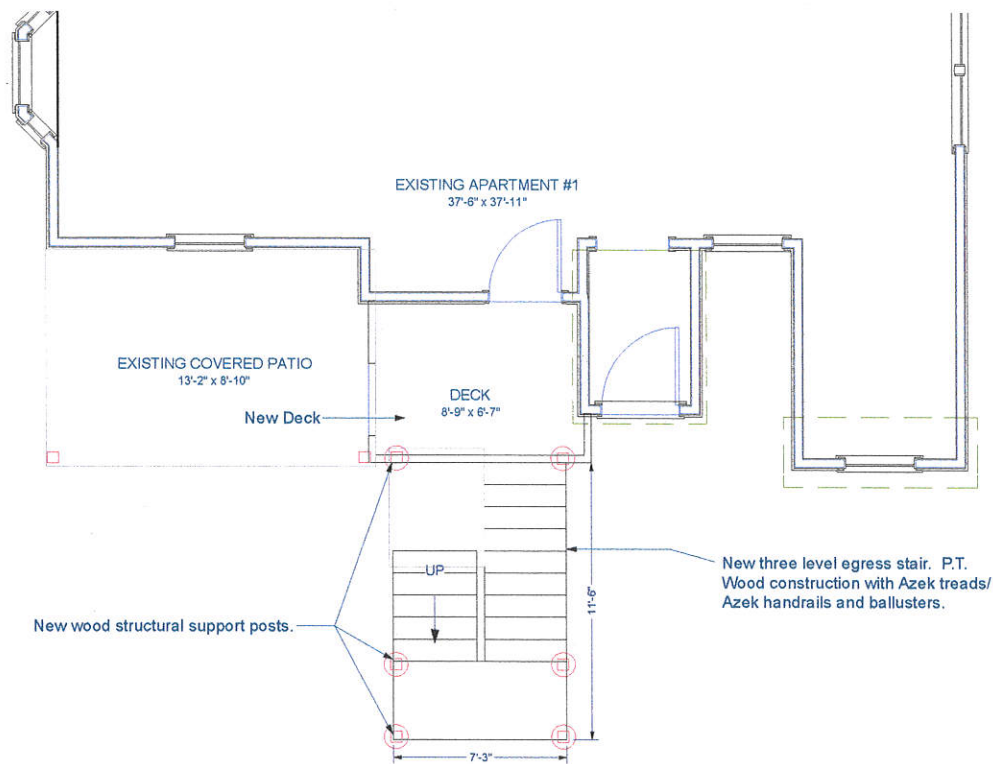 EXISTING APARTMENT #1
37'-6" x 37'-11"
EXISTING COVERED PATIO
13'-2" x 8'-10"
DECK
8'-9" x 6'-7"
New Deck
UP
11'-6"
New three level egress stair. P.T.
Wood construction with Azek treads/
Azek handrails and ballusters.
New wood structural support posts.
7'-3"